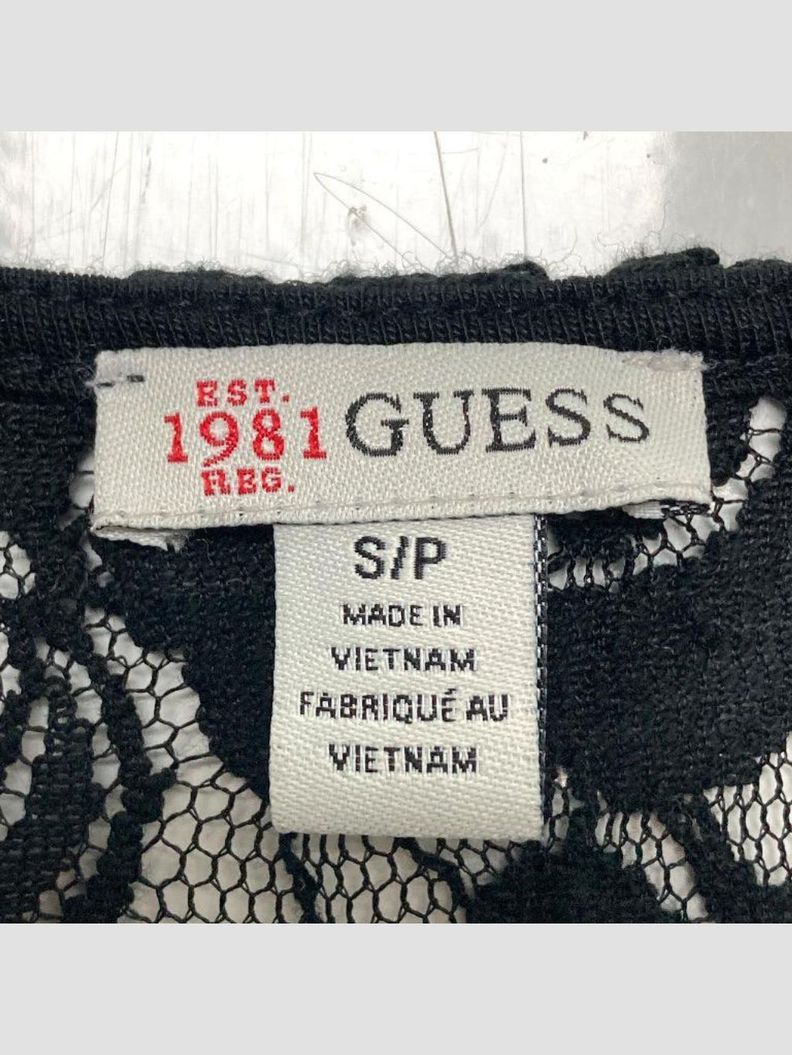 EST.
1981 GUESS
REG.
S/P
MADE IN
VIETNAM
FABRIQUÉ AU
VIETNAM